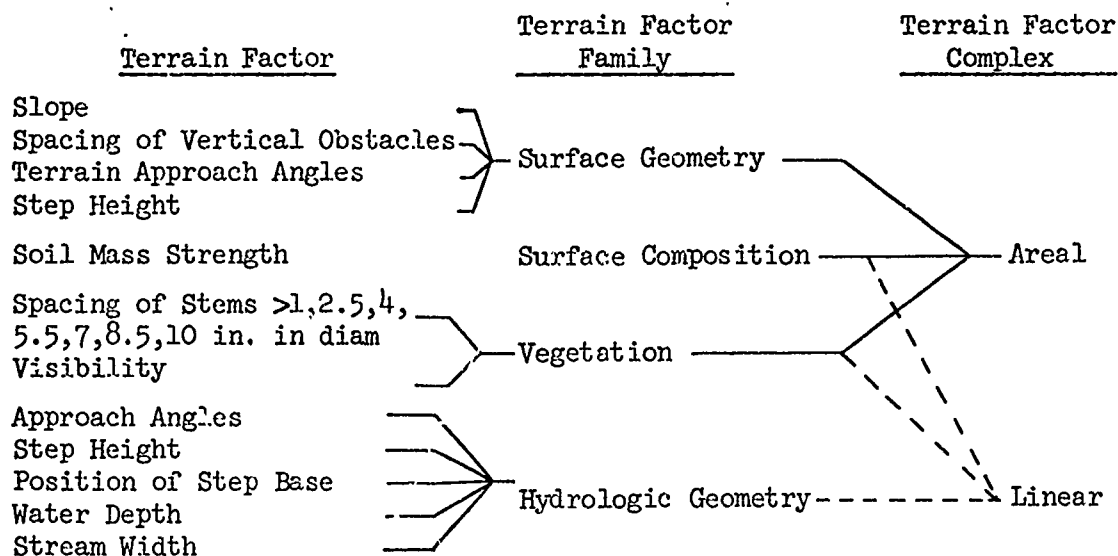 Terrain Factor
Terrain Factor Family
Terrain Factor Complex
Slope
Spacing of Vertical Obstacles
Terrain Approach Angles
Step Height
Surface Geometry
Soil Mass Strength
Surface Composition
Areal
Spacing of Stems >1,2.5,4,
5.5,7,8.5,10 in. in diam
Visibility
Vegetation
Approach Angles
Step Height
Position of Step Base
Water Depth
Stream Width
Hydrologic Geometry
Linear